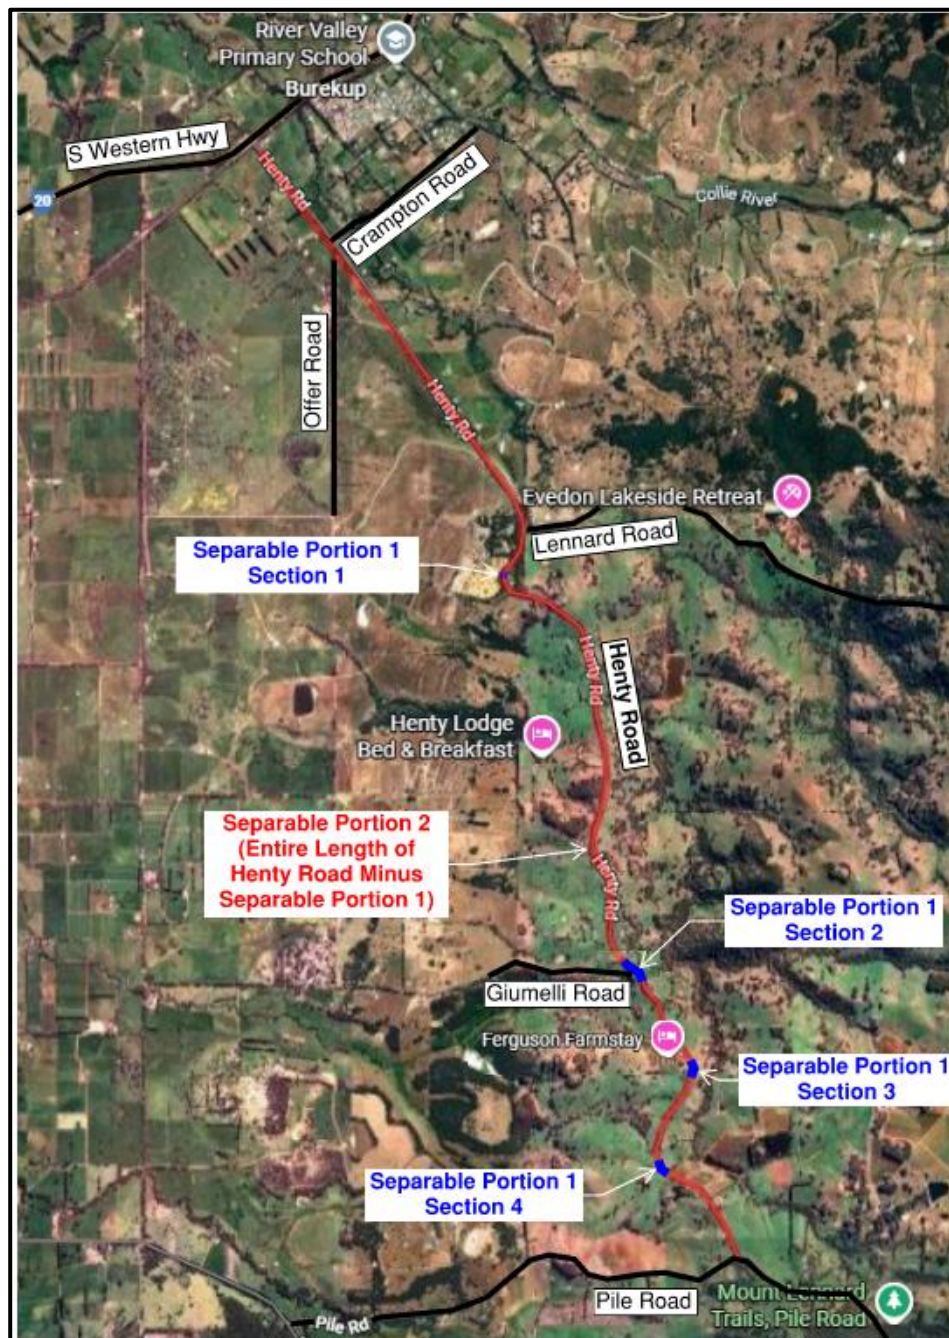 River Valley
Primary School
Burekup
S Western Hwy
20
Henty Rd
Crampton Road
Collie River
Offer Road
Henty Rd
Evedon Lakeside Retreat
Lennard Road
Separable Portion 1
Section 1
Henty Rd
Henty Road
Henty Lodge
Bed & Breakfast
Separable Portion 2
(Entire Length of
Henty Road Minus
Separable Portion 1)
Henty Rd
Separable Portion 1
Section 2
Giumelli Road
Ferguson Farmstay
Separable Portion 1
Section 3
Separable Portion 1
Section 4
Pile Road
Mount Lennard
Trails, Pile Road
Pile Rd